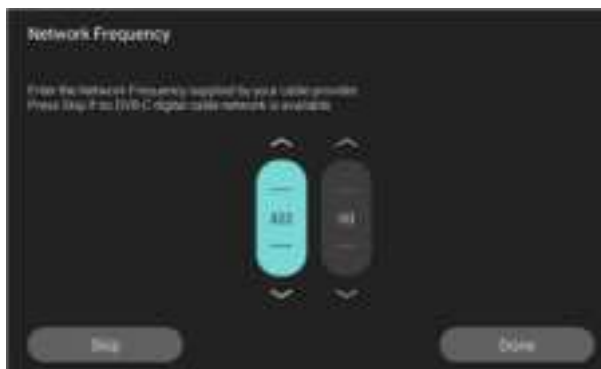 Network Frequency
Enter the Network Frequency supplied by your cable provider.
Press Skip if no DVB-C digital cable network is available.
Skip
Done